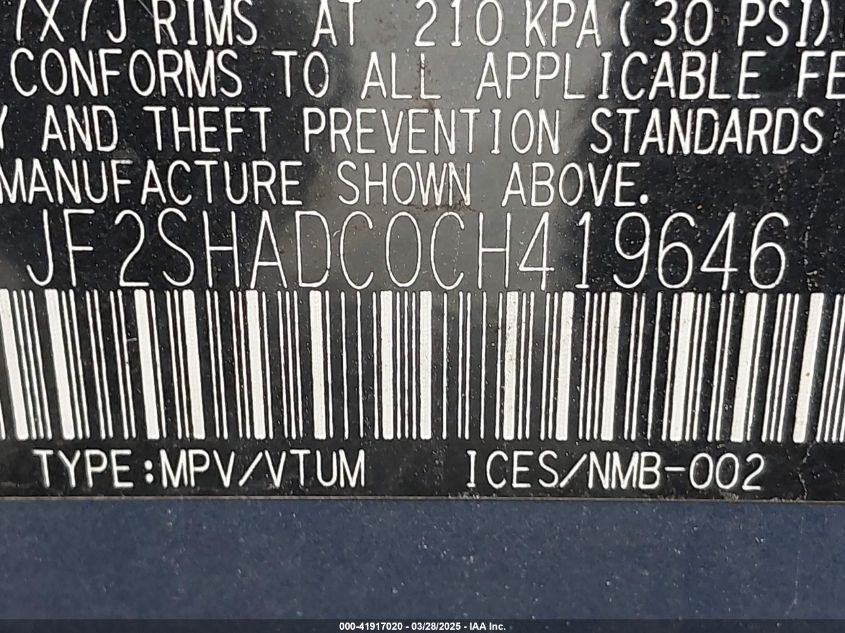 17X7J RIMS AT 210 KPA(30 PSI)
CONFORMS TO ALL APPLICABLE FE
AND THEFT PREVENTION STANDARDS
MANUFACTURE SHOWN ABOVE.
JF2SHADC0CH419646
TYPE:MPV/VTUM ICES/NMB-002
000-41917020 - 03/28/2025 - IAA Inc.